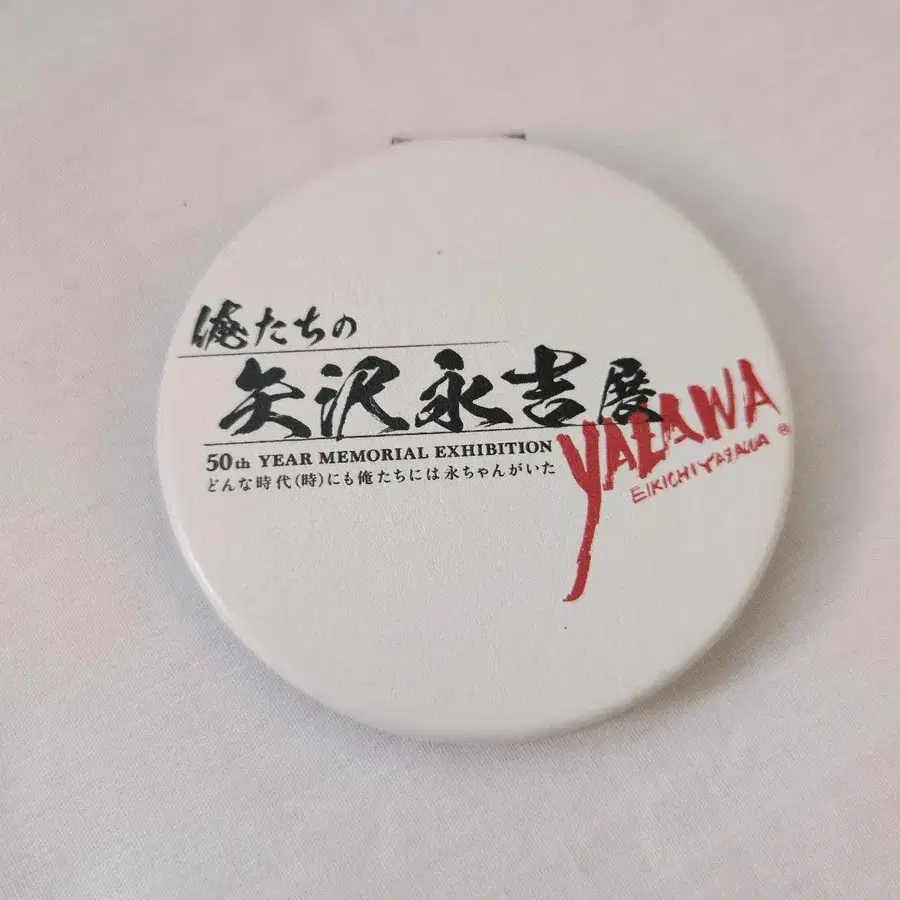 俺たちの
矢沢永吉展
50th YEAR MEMORIAL EXHIBITION
どんな時代(時)にも俺たちには永ちゃんがいた
YAZAWA
EIKICHI YAZAWA ®